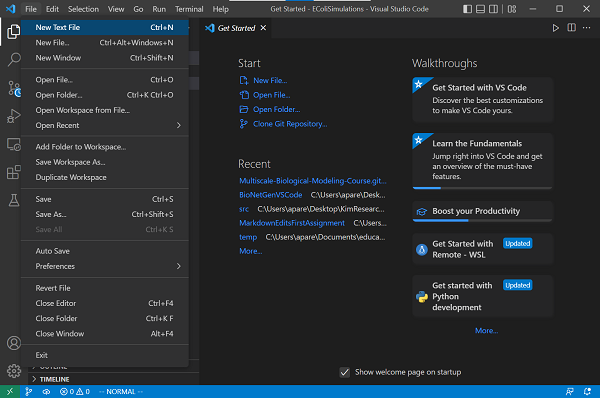 File Edit Selection View Go Run Terminal Help Get Started - EColiSimulations - Visual Studio Code
Get Started
New Text File Ctrl+N
New File... Ctrl+Alt+Windows+N
New Window Ctrl+Shift+N
Open File... Ctrl+O
Open Folder... Ctrl+K Ctrl+O
Open Workspace from File...
Open Recent
Add Folder to Workspace...
Save Workspace As...
Duplicate Workspace
Save Ctrl+S
Save As... Ctrl+Shift+S
Save All Ctrl+K S
Auto Save
Preferences
Revert File
Close Editor Ctrl+F4
Close Folder Ctrl+K F
Close Window Alt+F4
Exit
OUTLINE
TIMELINE
Start
New File...
Open File...
Open Folder...
Clone Git Repository...
Recent
Multiscale-Biological-Modeling-Course.git...
BioNetGenVSCode C:\Users\apare\Desk...
src C:\Users\apare\Desktop\KimResearc...
MarkdownEditsFirstAssignment C:\Users...
temp C:\Users\apare\Documents\educa...
More...
Walkthroughs
Get Started with VS Code
Discover the best customizations
to make VS Code yours.
Learn the Fundamentals
Jump right into VS Code and get
an overview of the must-have
features.
Boost your Productivity
Get Started with Updated
Remote - WSL
Get started with Updated
Python
development
More...
Show welcome page on startup
0 0 -- NORMAL --